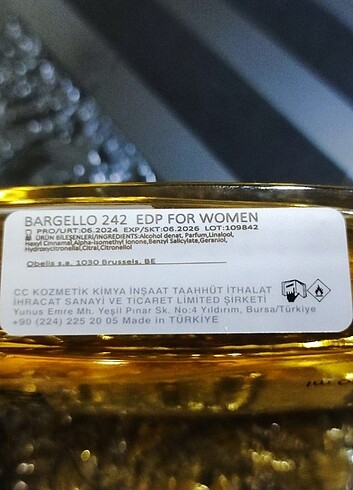 BARGELLO 242 EDP FOR WOMEN
PRO/URT:06.2024 EXP/SKT:06.2026 LOT:109842
ÜRÜN BİLEŞENLERİ/INGREDIENTS:Alcohol denat, Parfum,Linalool,
Hexyl Cinnamal,Alpha-isomethyl Ionone,Benzyl Salicylate,Geraniol,
Hydroxycitronellal,Citral,Citronellol
Obelis s.a. 1030 Brussels, BE
CC KOZMETİK KİMYA İNŞAAT TAAHHÜT İTHALAT
İHRACAT SANAYİ VE TİCARET LİMİTED ŞİRKETİ
Yunus Emre Mh. Yeşil Pınar Sk. No:4 Yıldırım, Bursa/Türkiye
+90 (224) 225 20 05 Made in TÜRKİYE